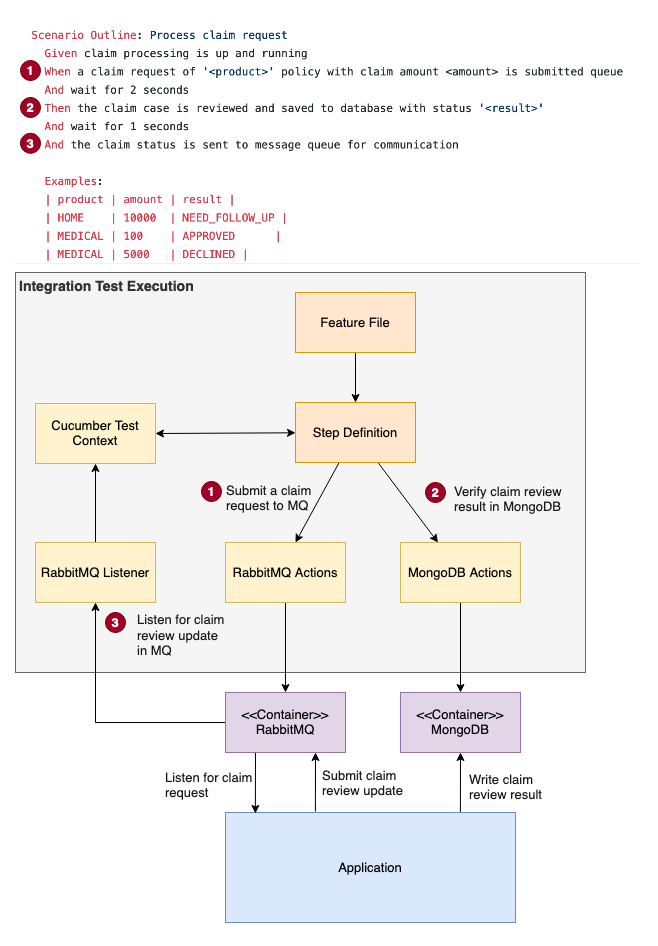 Scenario Outline: Process claim request
Given claim processing is up and running
1 When a claim request of '<product>' policy with claim amount <amount> is submitted queue
And wait for 2 seconds
2 Then the claim case is reviewed and saved to database with status '<result>'
And wait for 1 seconds
3 And the claim status is sent to message queue for communication
Examples:
| product | amount | result |
| HOME | 10000 | NEED_FOLLOW_UP |
| MEDICAL | 100 | APPROVED |
| MEDICAL | 5000 | DECLINED |
Integration Test Execution
Feature File
Cucumber Test
Context
Step Definition
1 Submit a claim
request to MQ
2 Verify claim review
result in MongoDB
RabbitMQ Listener
RabbitMQ Actions
MongoDB Actions
3 Listen for claim
review update
in MQ
<<Container>>
RabbitMQ
<<Container>>
MongoDB
Listen for claim
request
Submit claim
review update
Write claim
review result
Application